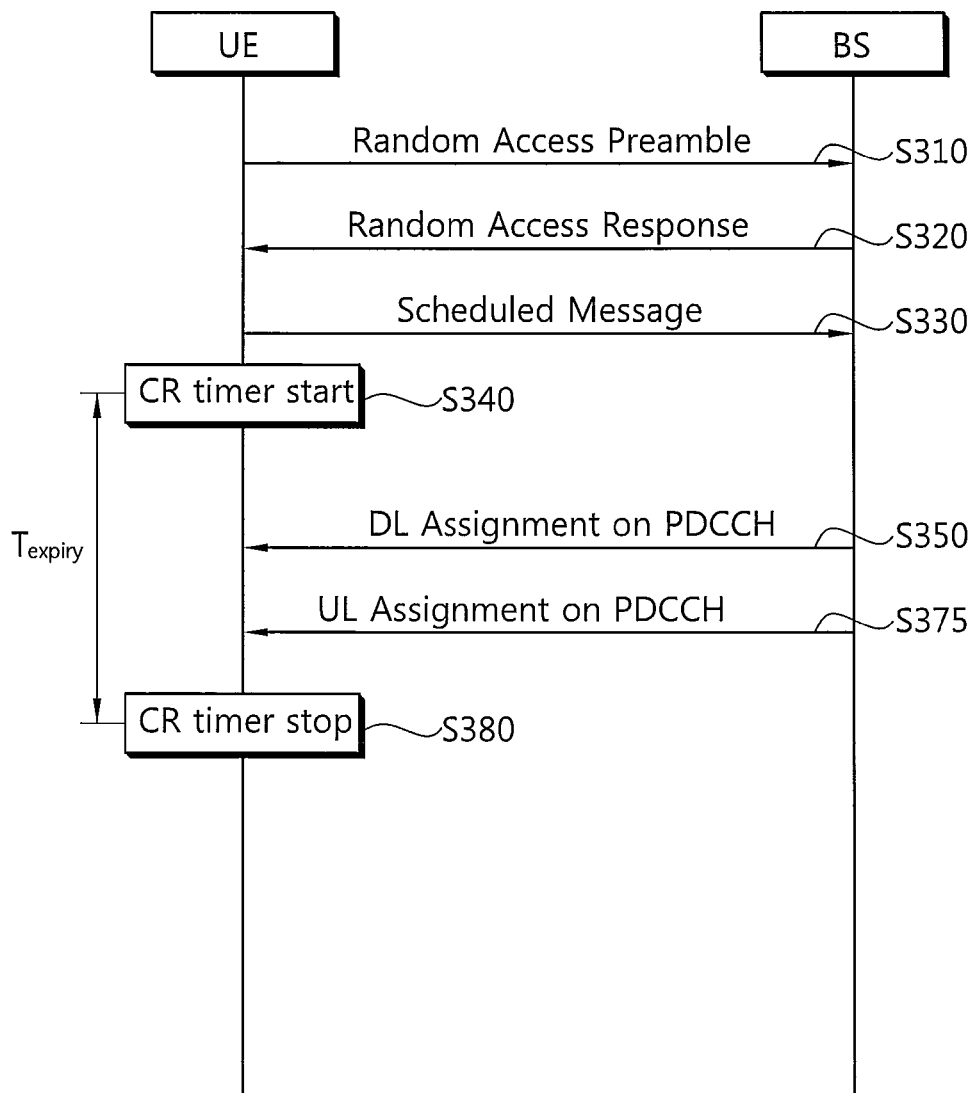 UE
BS
Random Access Preamble
S310
Random Access Response
S320
Scheduled Message
S330
CR timer start
S340
DL Assignment on PDCCH
S350
Texpiry
UL Assignment on PDCCH
S375
CR timer stop
S380